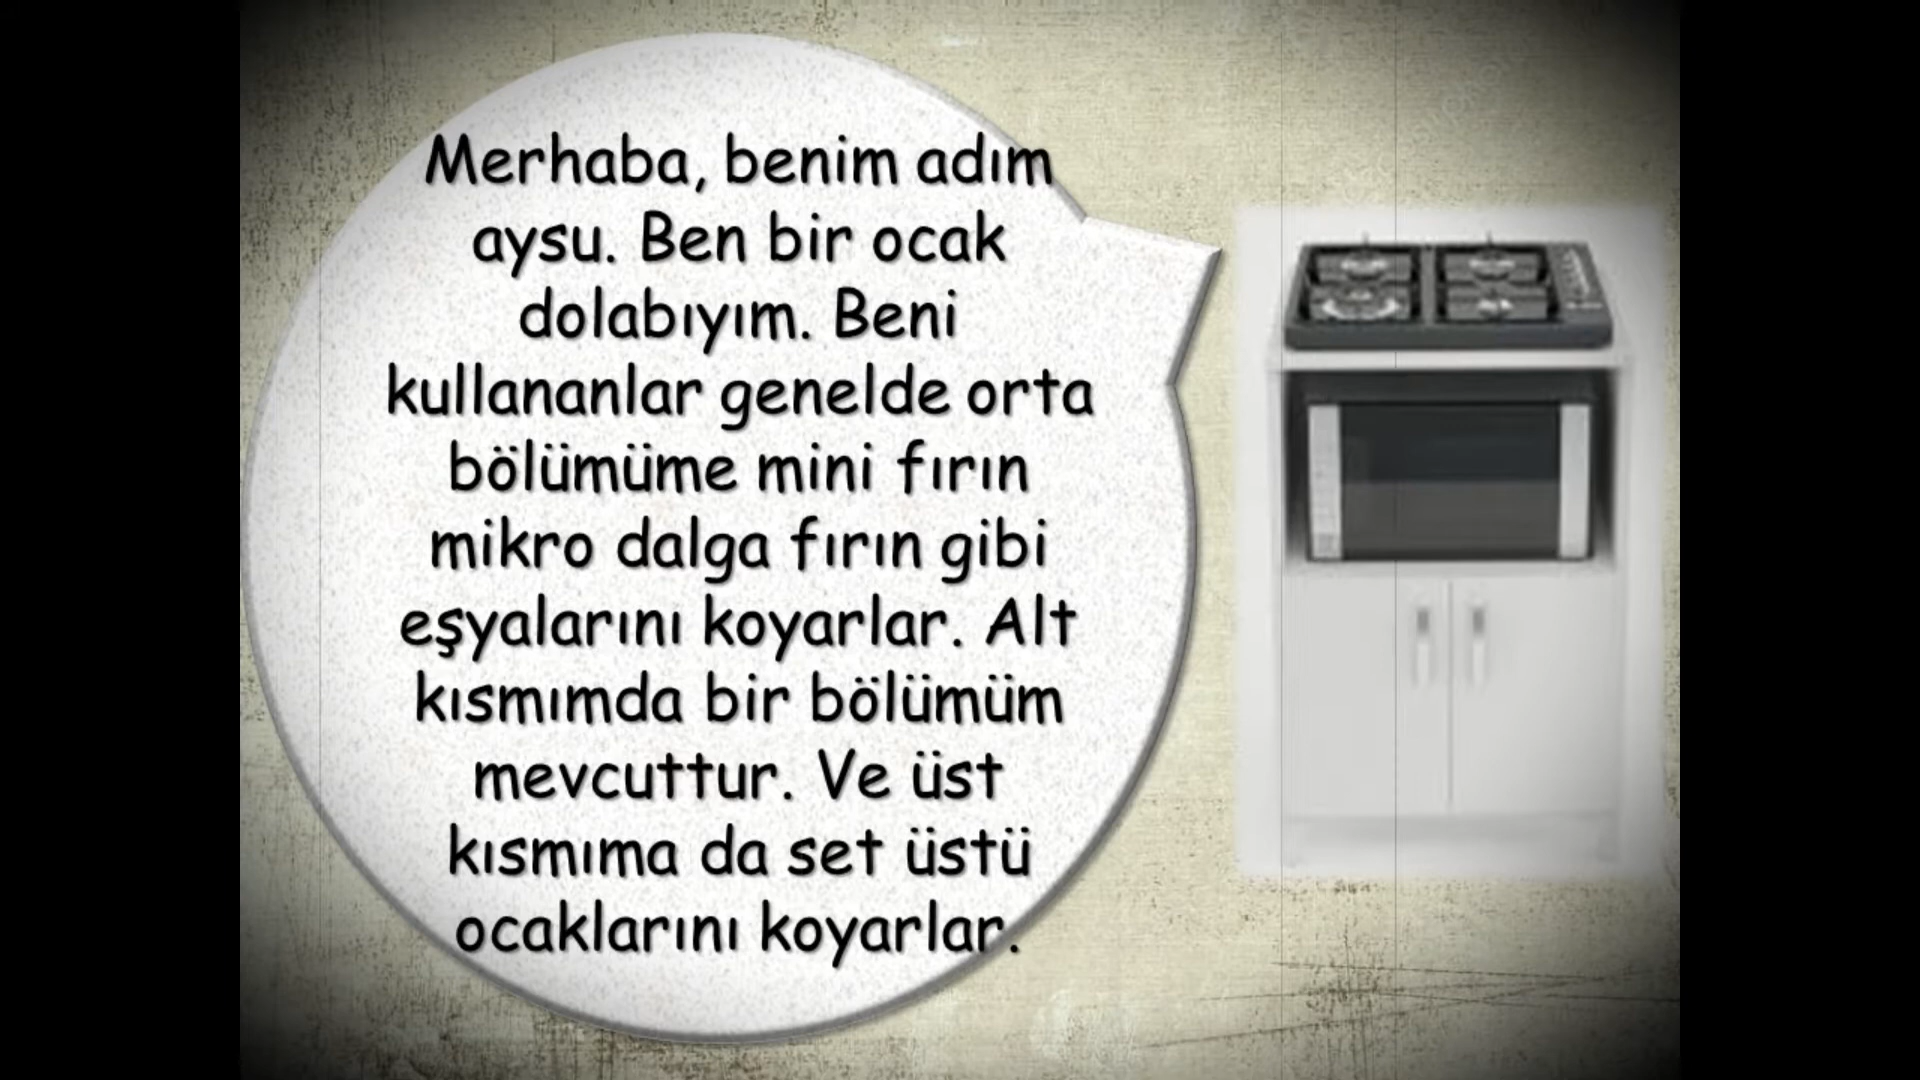 Merhaba, benim adım
aysu. Ben bir ocak
dolabıyım. Beni
kullananlar genelde orta
bölümüme mini fırın
mikro dalga fırın gibi
eşyalarını koyarlar. Alt
kısmımda bir bölümüm
mevcuttur. Ve üst
kısmıma da set üstü
ocaklarını koyarlar.